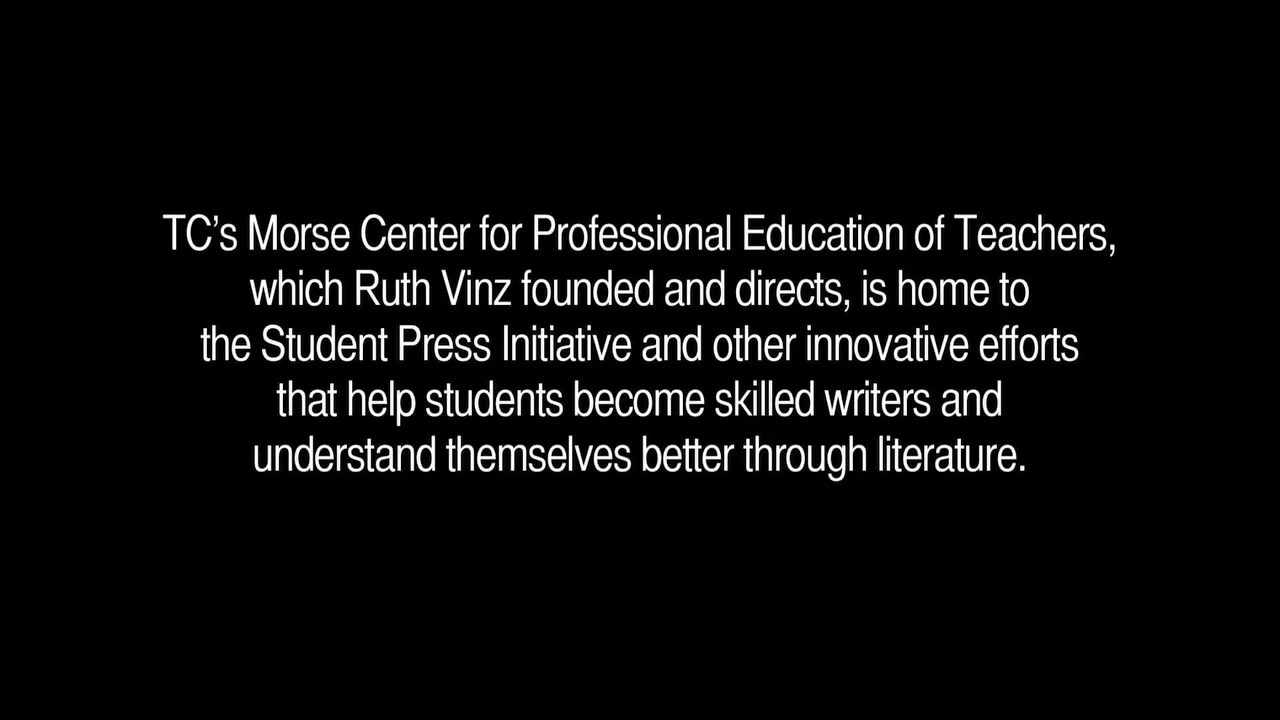 TC’s Morse Center for Professional Education of Teachers,
which Ruth Vinz founded and directs, is home to
the Student Press Initiative and other innovative efforts
that help students become skilled writers and
understand themselves better through literature.